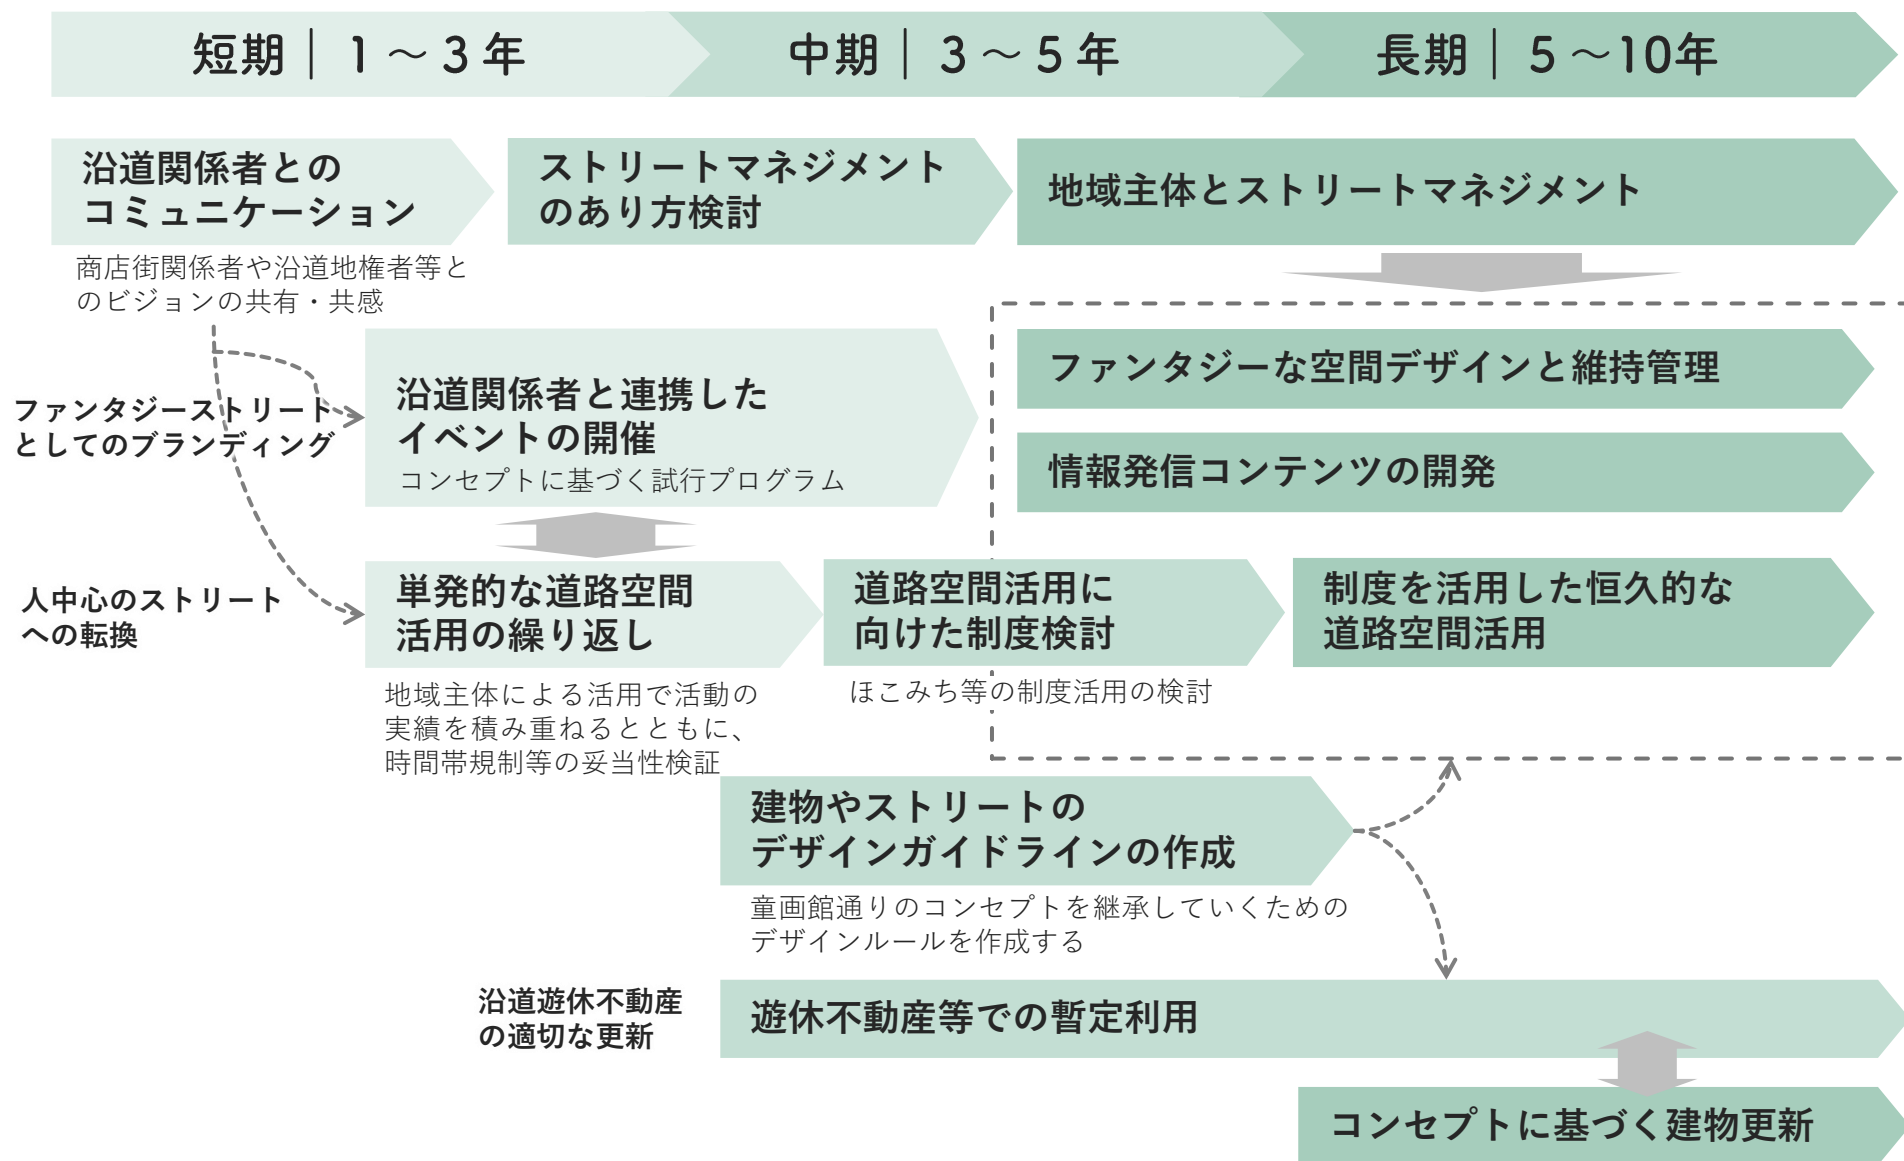 短期｜1～3年
中期｜3～5年
長期｜5～10年
沿道関係者との
コミュニケーション
ストリートマネジメント
のあり方検討
地域主体とストリートマネジメント
商店街関係者や沿道地権者等と
のビジョンの共有・共感
ファンタジーストリート
としてのブランディング
沿道関係者と連携した
イベントの開催
コンセプトに基づく試行プログラム
ファンタジーな空間デザインと維持管理
情報発信コンテンツの開発
人中心のストリート
への転換
単発的な道路空間
活用の繰り返し
道路空間活用に
向けた制度検討
制度を活用した恒久的な
道路空間活用
地域主体による活用で活動の
実績を積み重ねるとともに、
時間帯規制等の妥当性検証
ほこみち等の制度活用の検討
建物やストリートの
デザインガイドラインの作成
童画館通りのコンセプトを継承していくための
デザインルールを作成する
沿道遊休不動産
の適切な更新
遊休不動産等での暫定利用
コンセプトに基づく建物更新